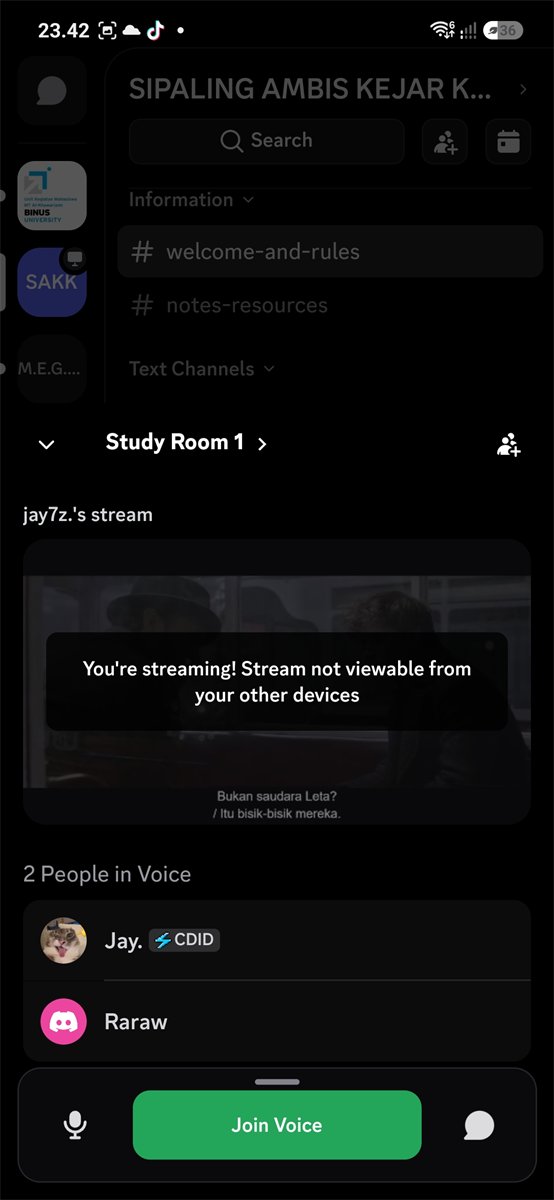 23.42
6
36
SIPALING AMBIS KEJAR K...
Search
Information
BINUS
UNIVERSITY
# welcome-and-rules
SAKK
# notes-resources
M.E.G....
Text Channels
Study Room 1
jay7z.'s stream
You're streaming! Stream not viewable from
your other devices
Bukan saudara Leta?
/ Itu bisik-bisik mereka.
2 People in Voice
Jay. CDID
Raraw
Join Voice